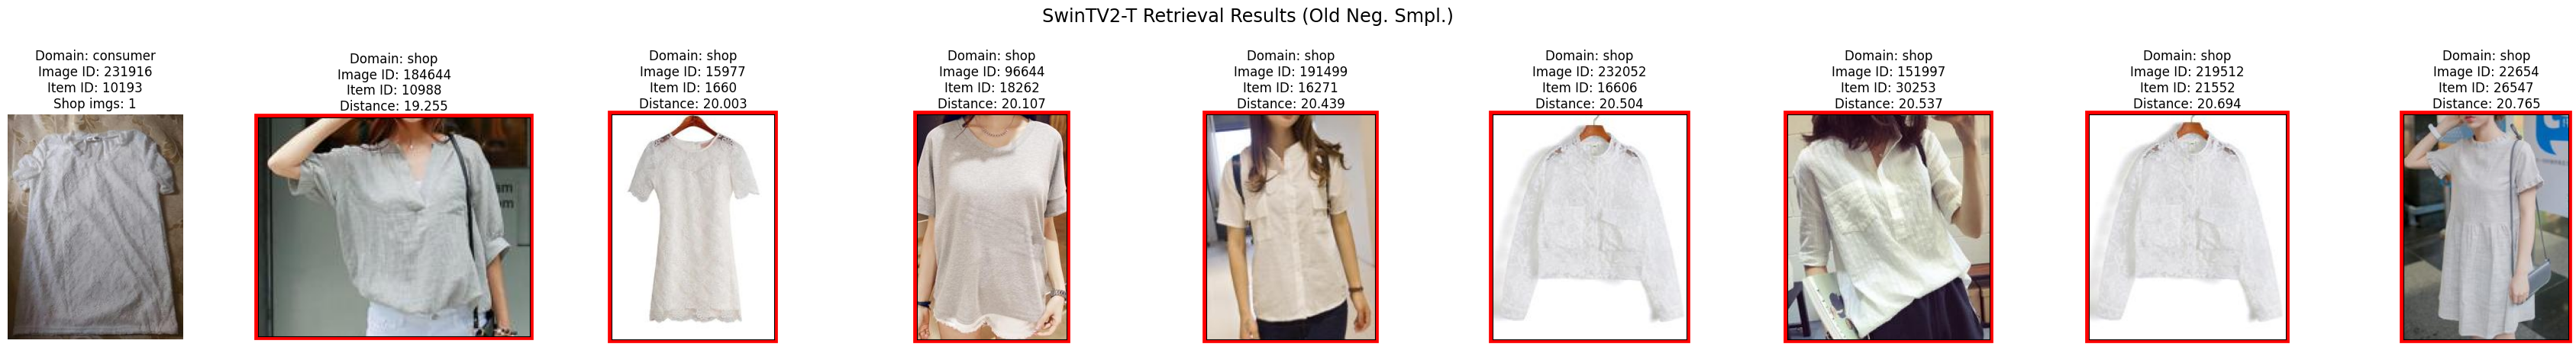 SwinTV2-T Retrieval Results (Old Neg. Smpl.)
Domain: consumer
Image ID: 231916
Item ID: 10193
Shop imgs: 1
Domain: shop
Image ID: 184644
Item ID: 10988
Distance: 19.255
Domain: shop
Image ID: 15977
Item ID: 1660
Distance: 20.003
Domain: shop
Image ID: 96644
Item ID: 18262
Distance: 20.107
Domain: shop
Image ID: 191499
Item ID: 16271
Distance: 20.439
Domain: shop
Image ID: 232052
Item ID: 16606
Distance: 20.504
Domain: shop
Image ID: 151997
Item ID: 30253
Distance: 20.537
Domain: shop
Image ID: 219512
Item ID: 21552
Distance: 20.694
Domain: shop
Image ID: 22654
Item ID: 26547
Distance: 20.765